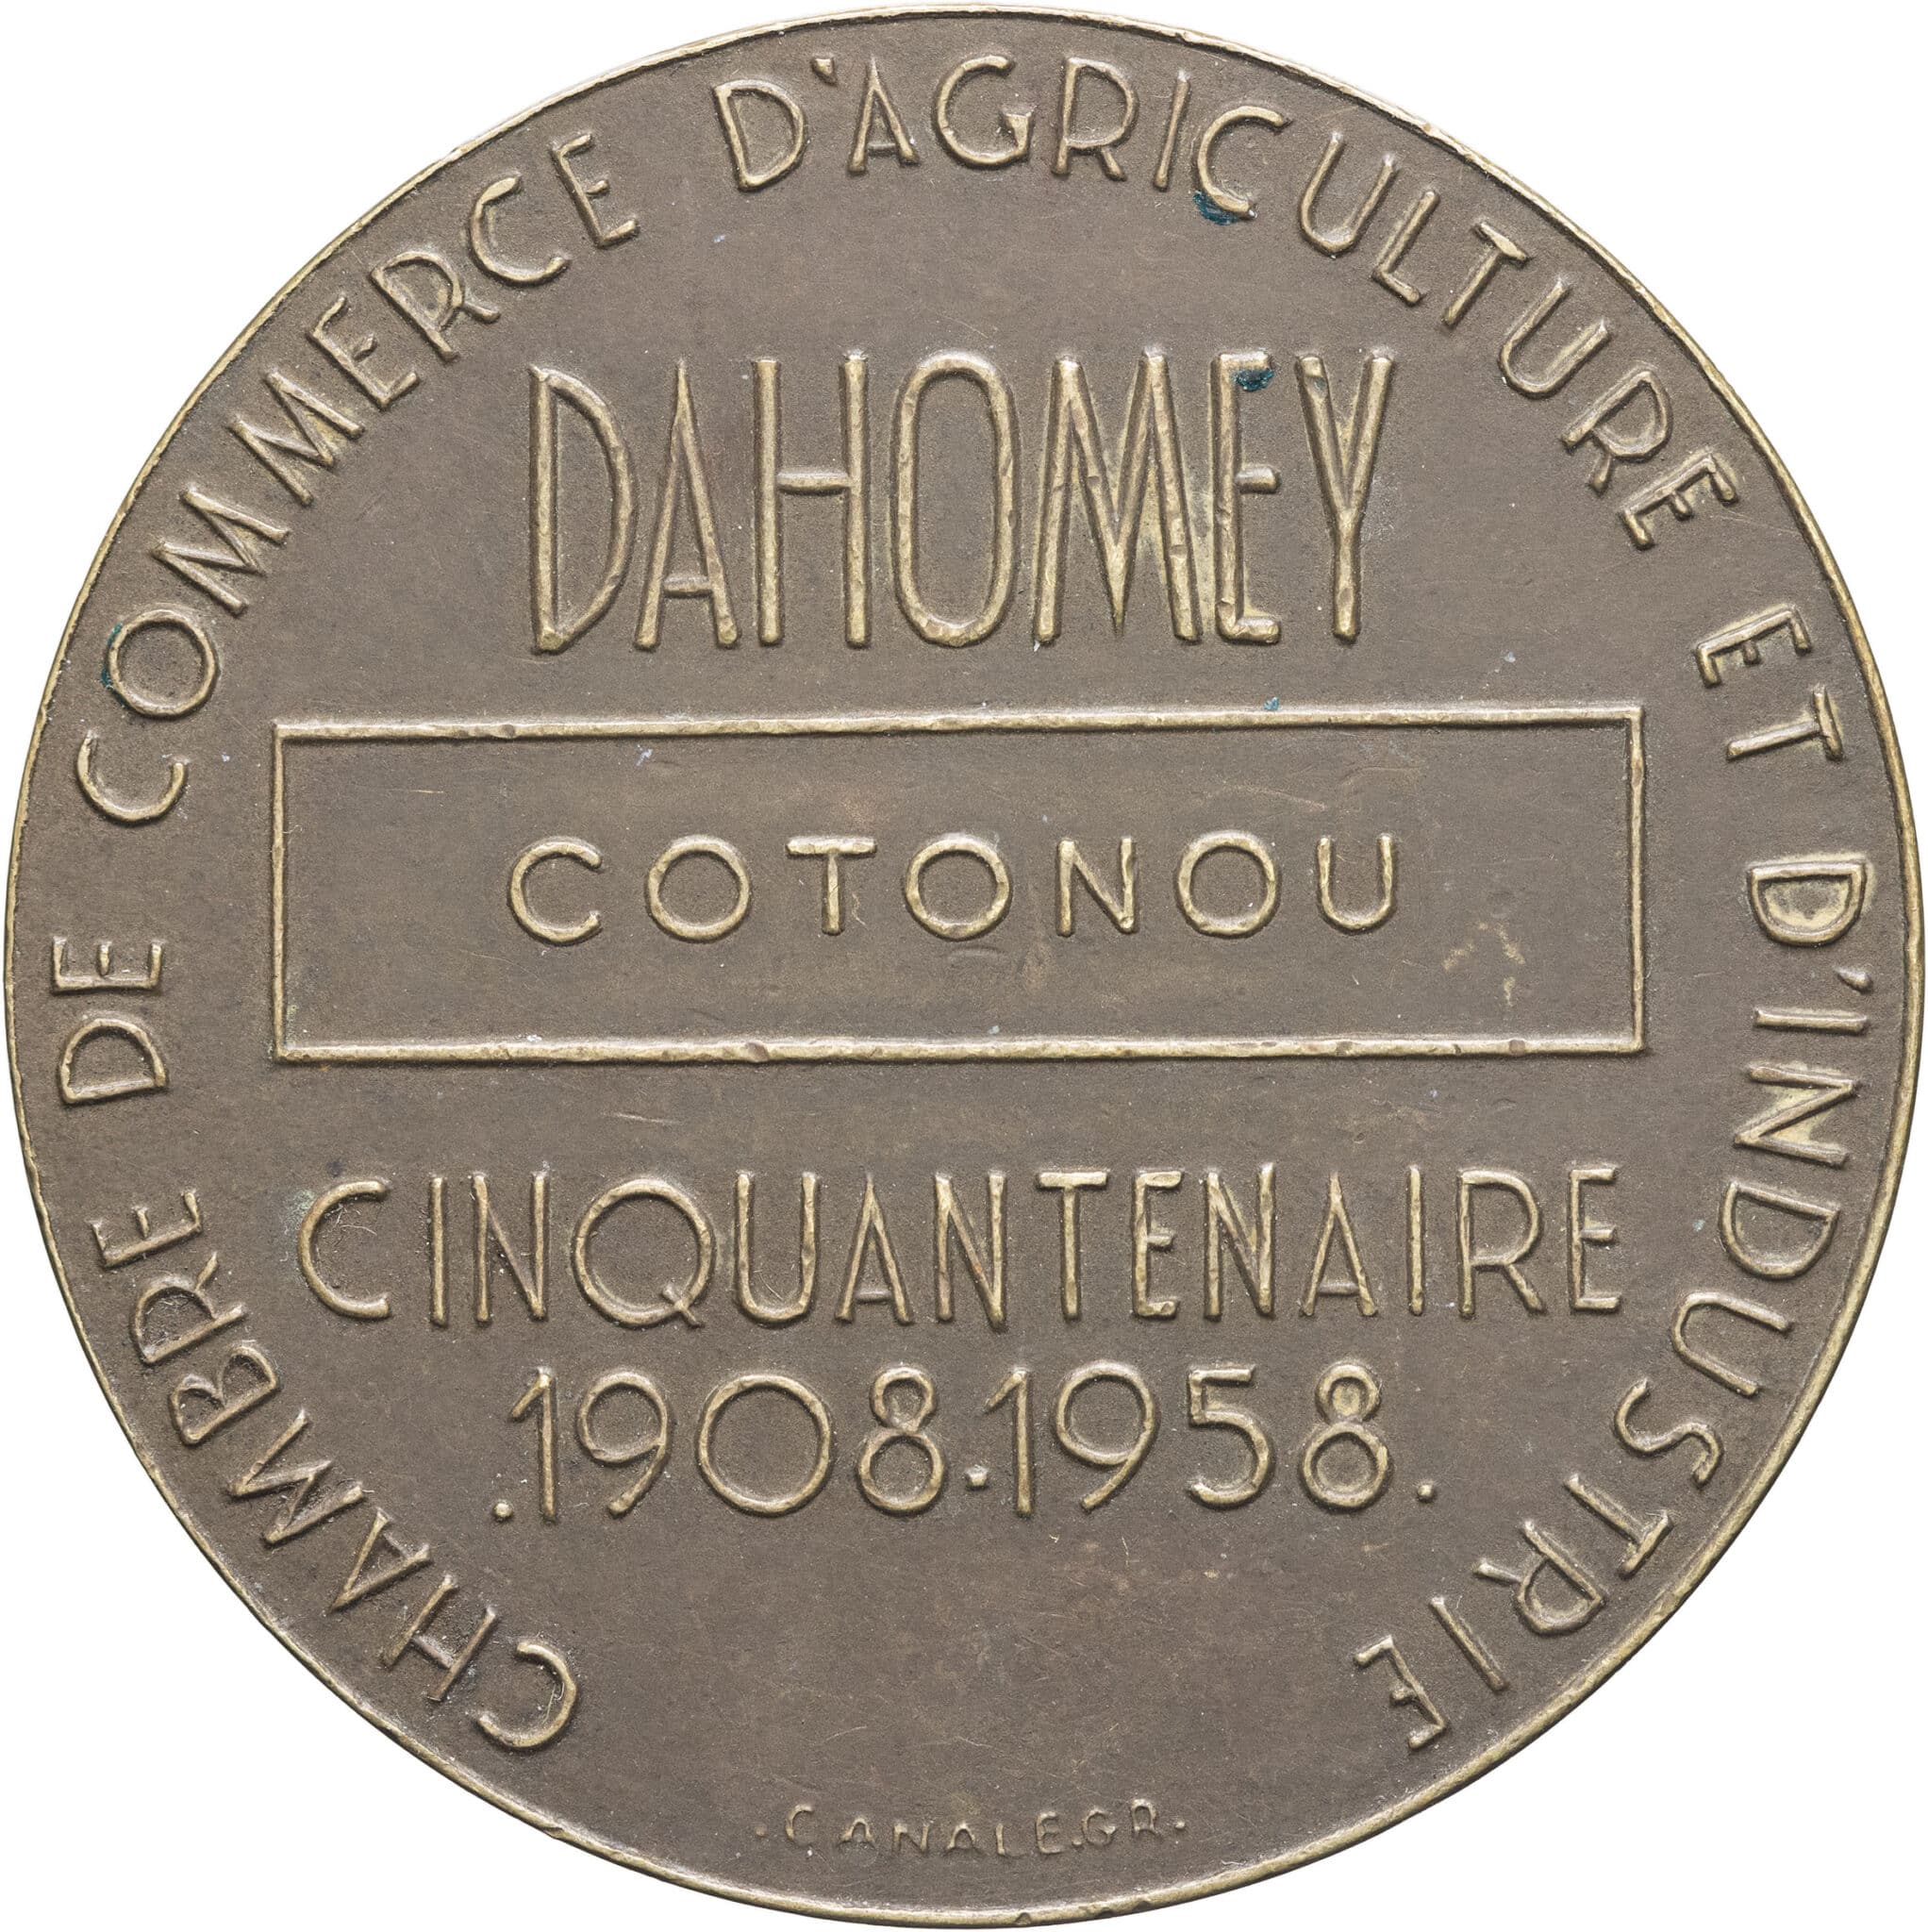 CHAMBRE DE COMMERCE D'AGRICULTURE ET D'INDUSTRIE
DAHOMEY
COTONOU
CINQUANTENAIRE
.1908.1958.
.CANALE.GR.